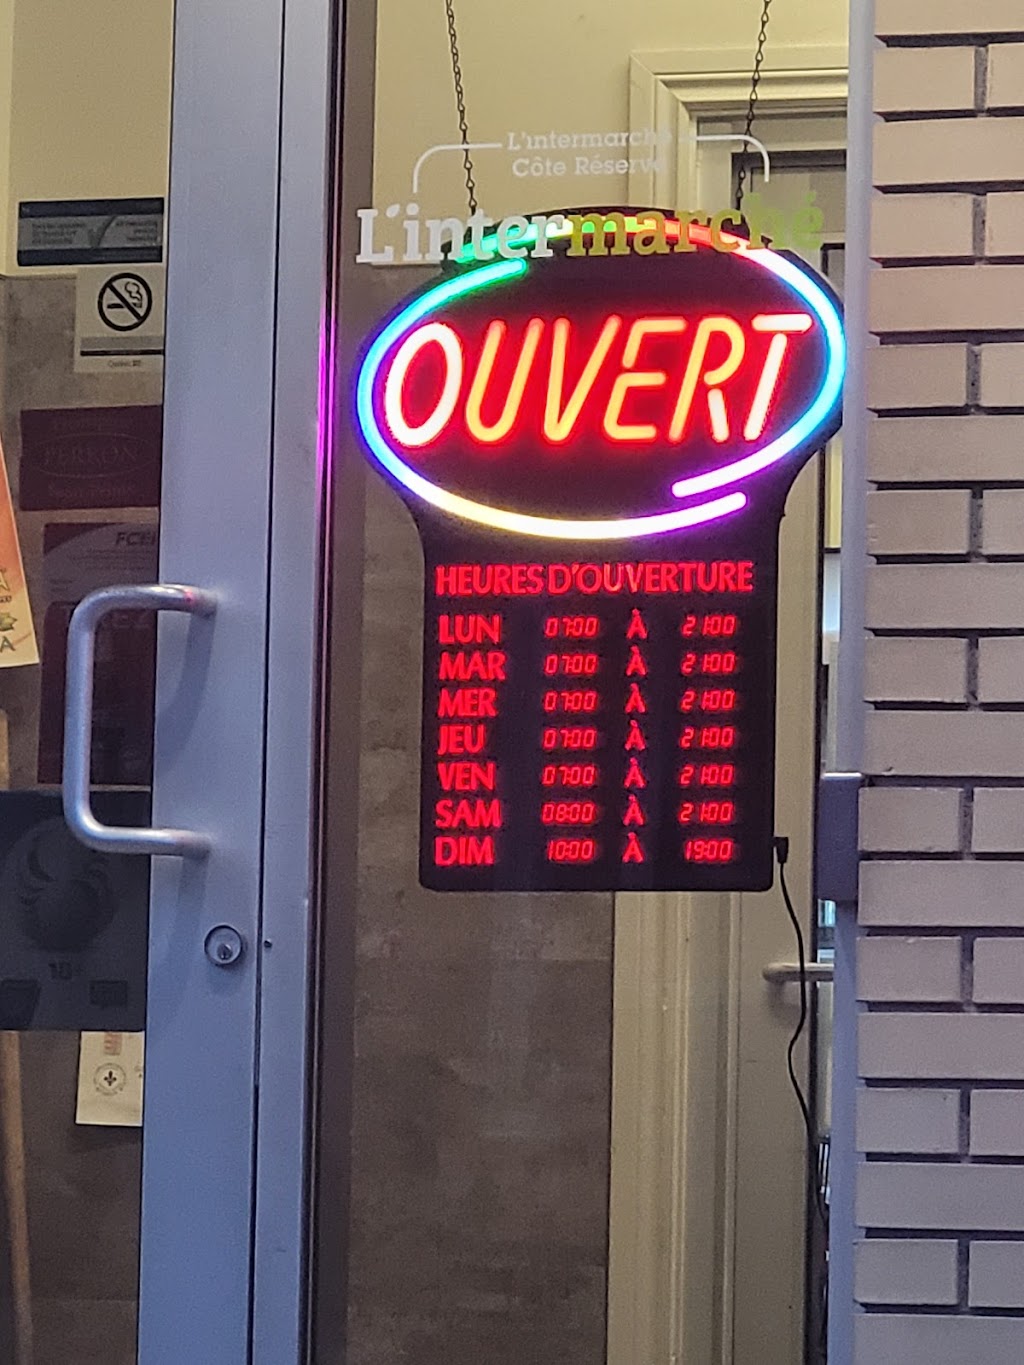 L'intermarché
Côte Réserve
L'intermarché
OUVERT
HEURES D'OUVERTURE
LUN 07:00 À 21:00
MAR 07:00 À 21:00
MER 07:00 À 21:00
JEU 07:00 À 21:00
VEN 07:00 À 21:00
SAM 08:00 À 21:00
DIM 10:00 À 19:00
FCEI